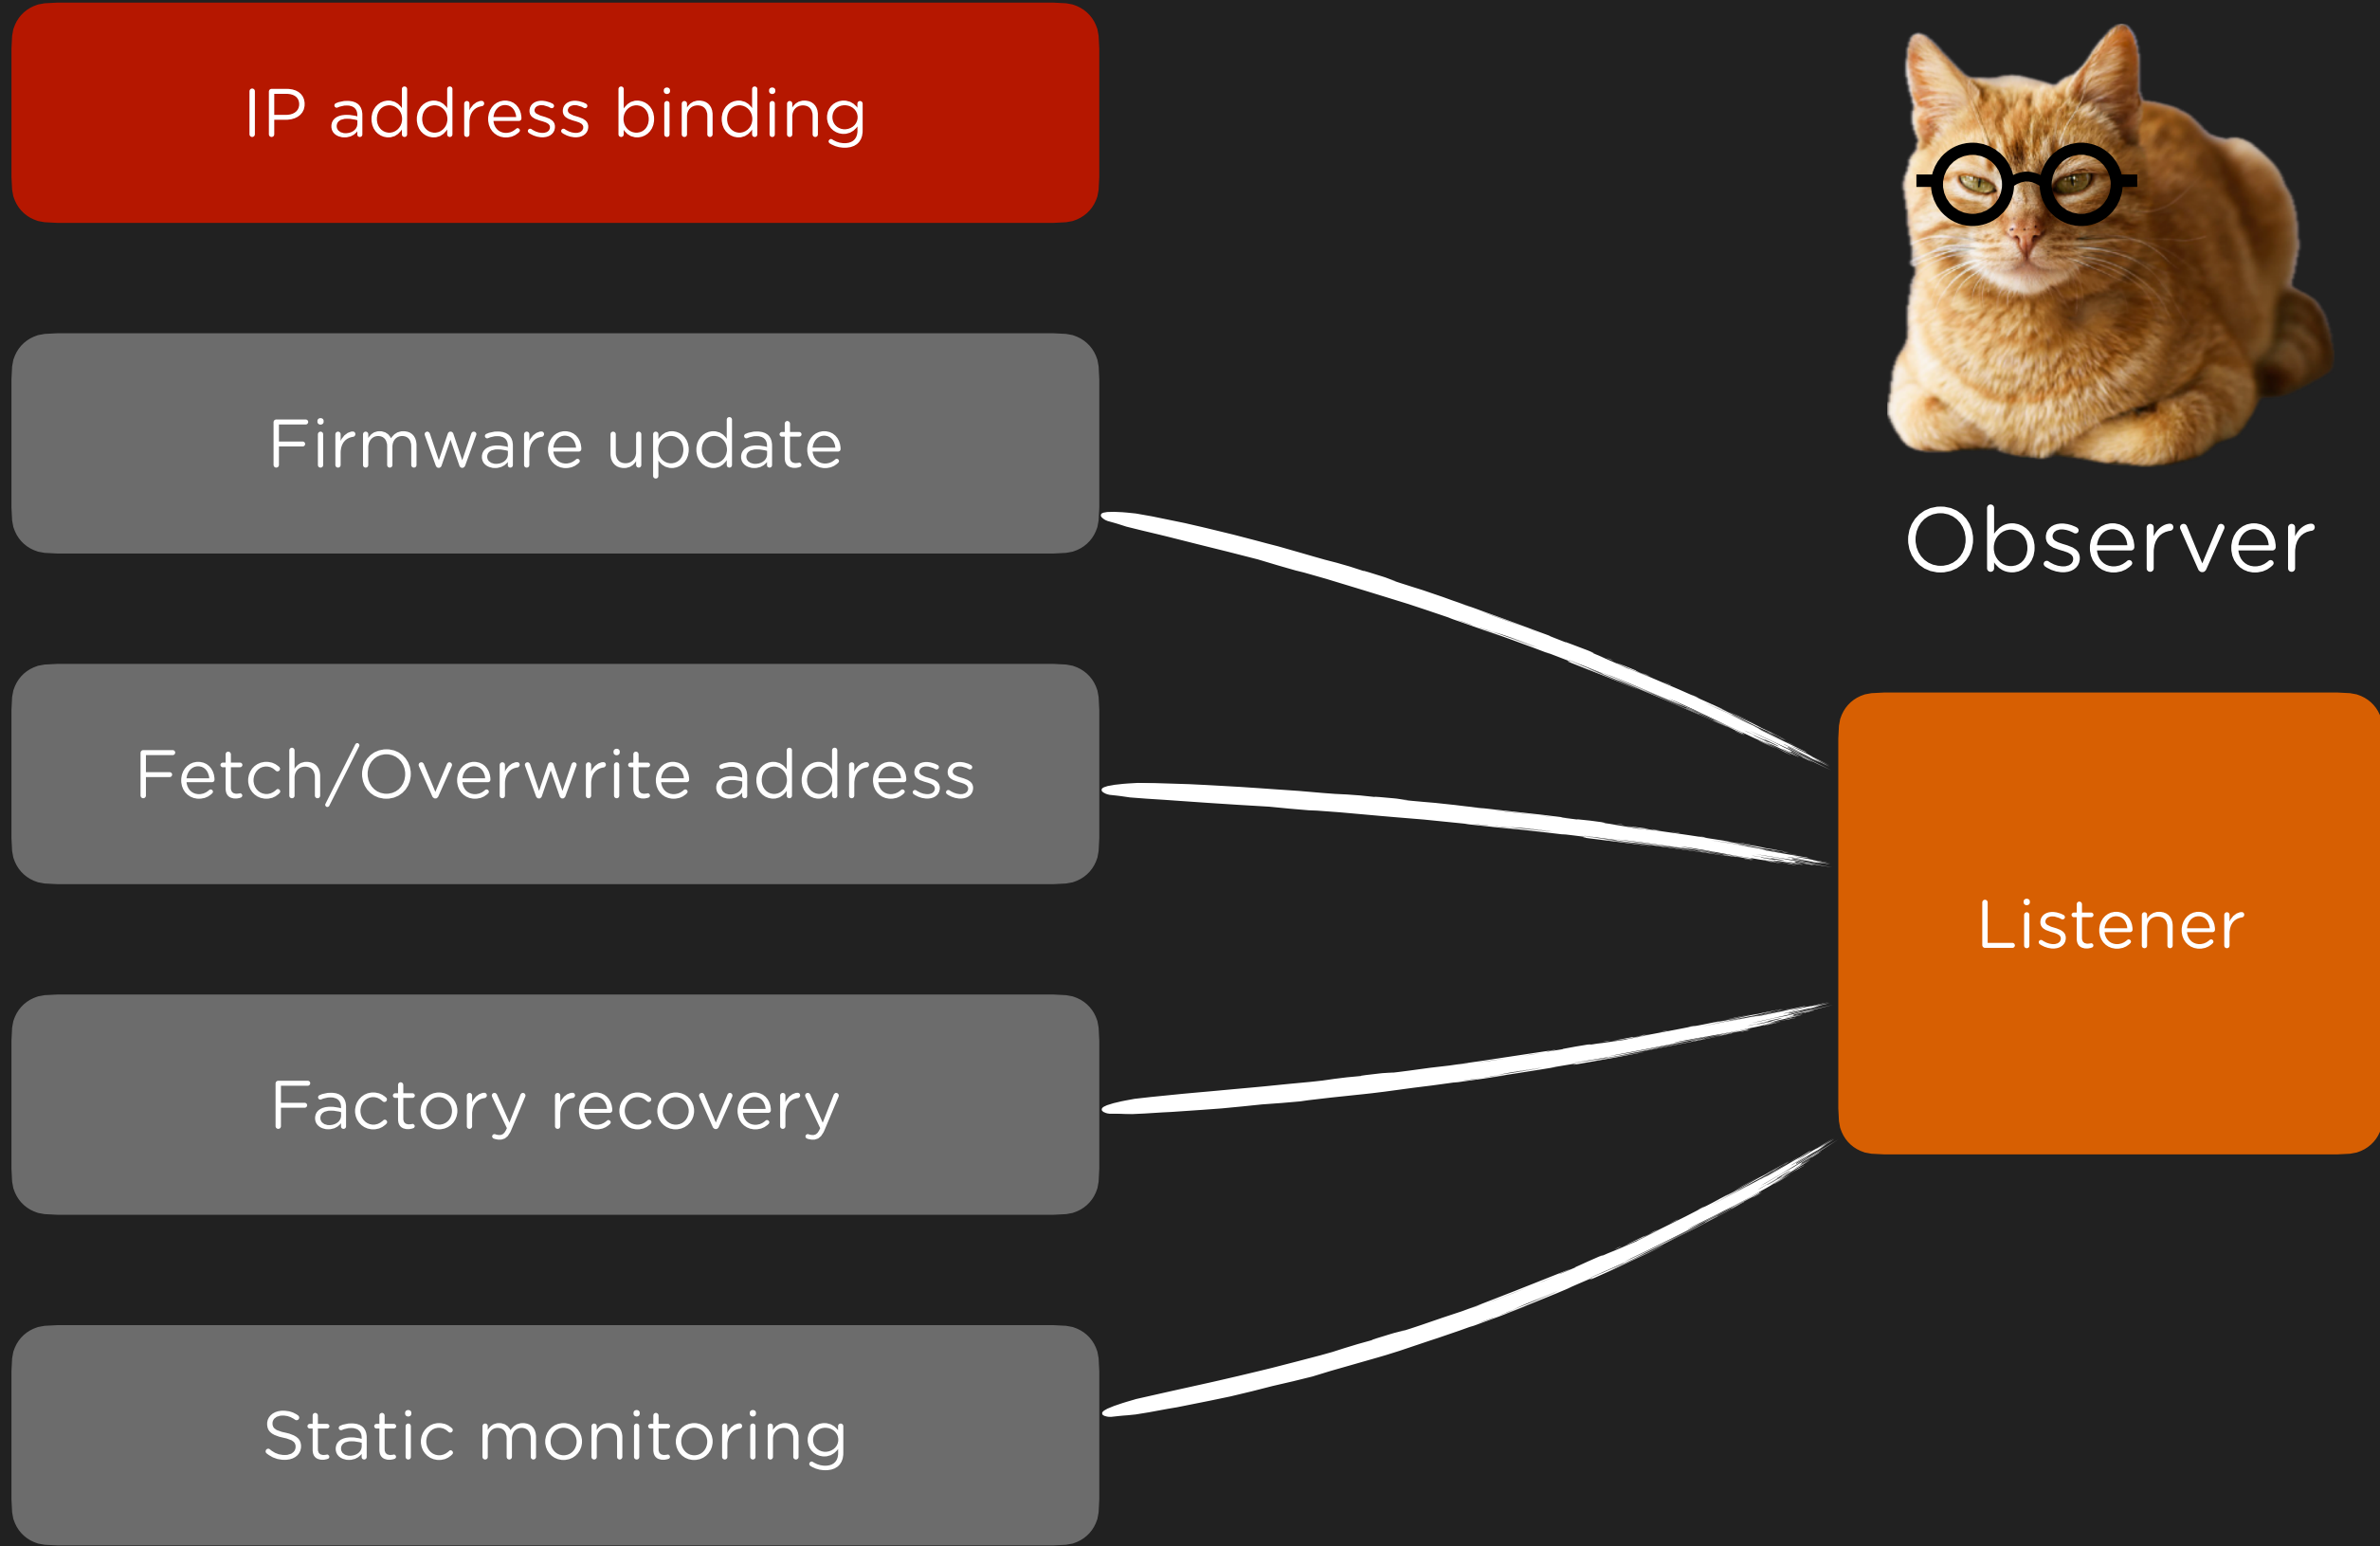 IP address binding
Firmware update
Fetch/Overwrite address
Factory recovery
Static monitoring
Observer
Listener